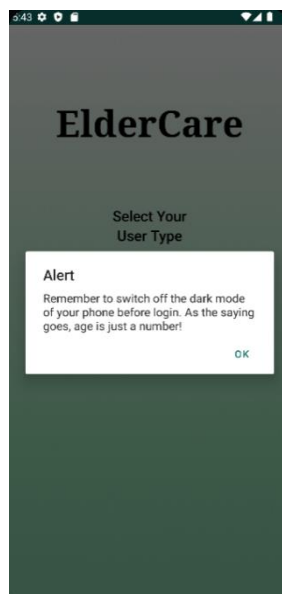 5:43
ElderCare
Select Your
User Type
Alert
Remember to switch off the dark mode
of your phone before login. As the saying
goes, age is just a number!
OK